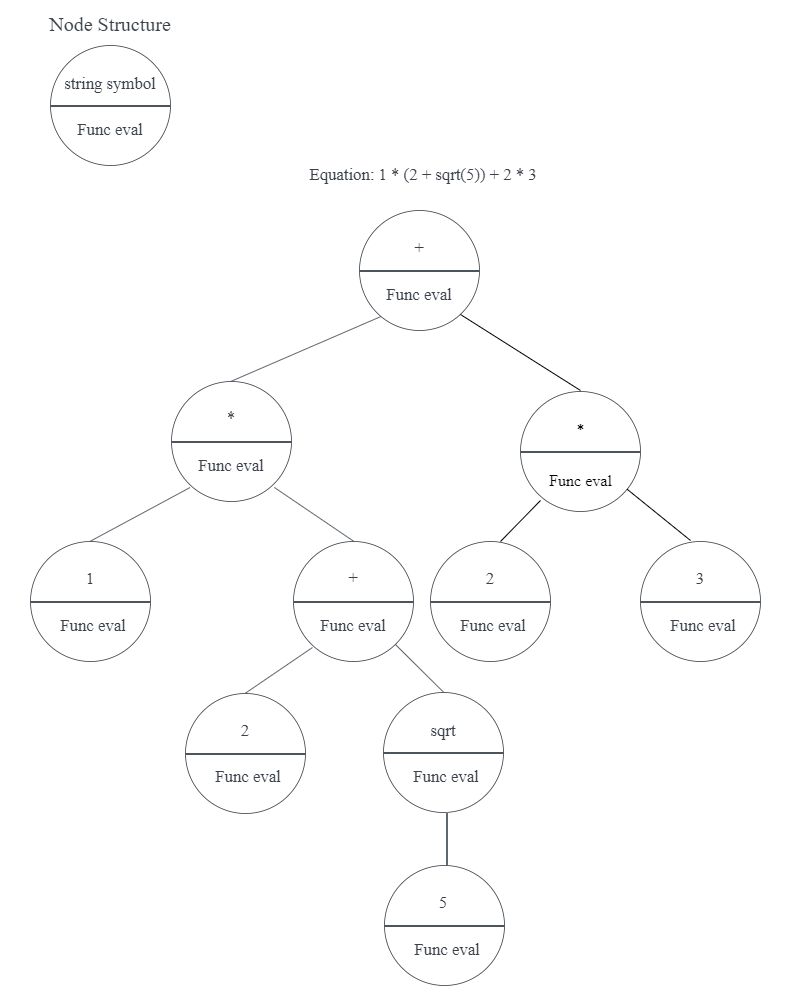 Node Structure
string symbol
Func eval
Equation: 1 * (2 + sqrt(5)) + 2 * 3
+
Func eval
*
Func eval
*
Func eval
1
Func eval
+
Func eval
2
Func eval
3
Func eval
2
Func eval
sqrt
Func eval
5
Func eval